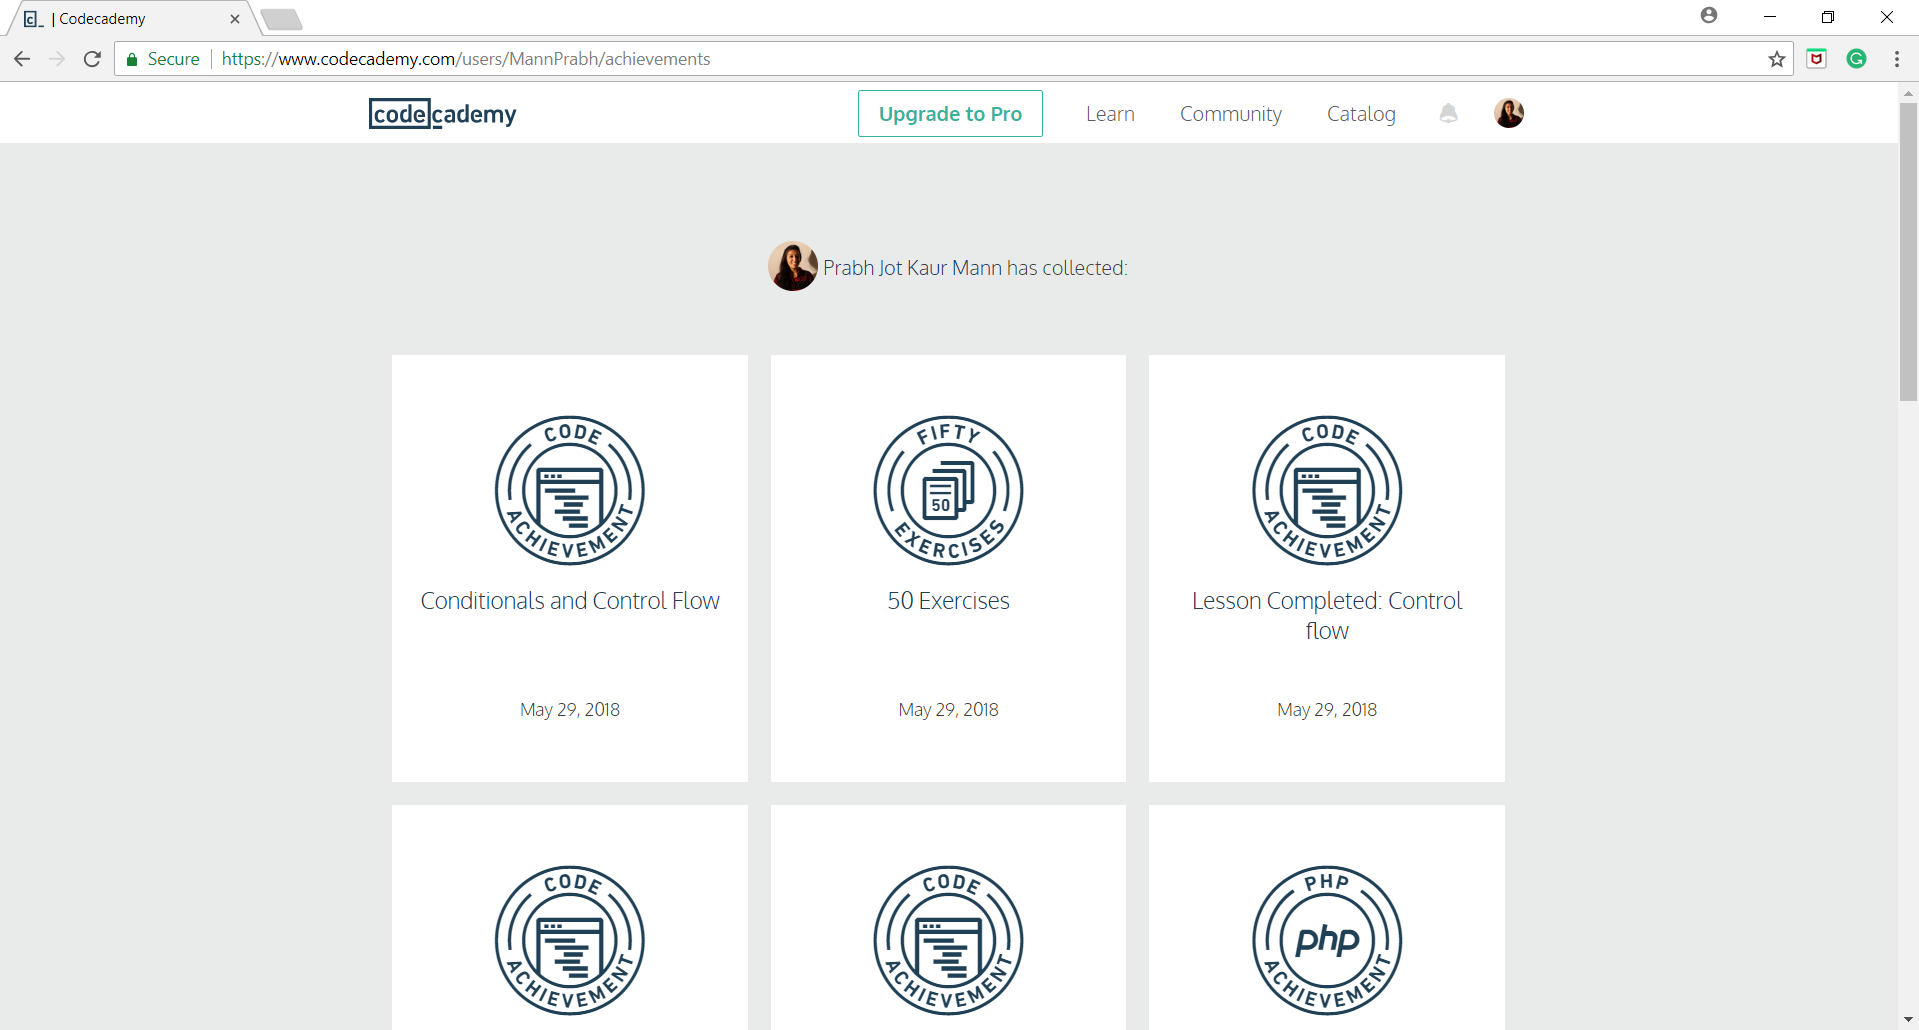 c_ | Codecademy
Secure https://www.codecademy.com/users/MannPrabh/achievements
codecademy Upgrade to Pro Learn Community Catalog
Prabh Jot Kaur Mann has collected:
CODE ACHIEVEMENT
Conditionals and Control Flow
May 29, 2018
FIFTY EXERCISES
50
50 Exercises
May 29, 2018
CODE ACHIEVEMENT
Lesson Completed: Control
flow
May 29, 2018
CODE ACHIEVEMENT
CODE ACHIEVEMENT
PHP ACHIEVEMENT
php